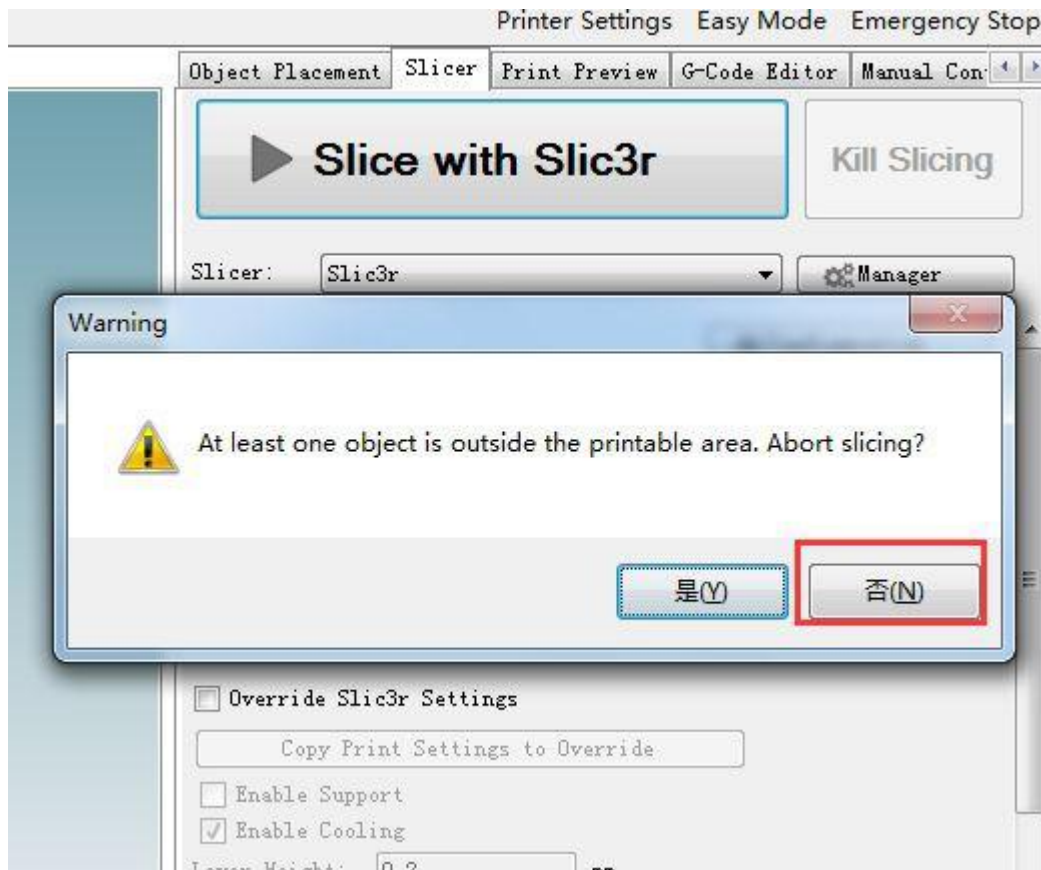 Printer Settings Easy Mode Emergency Stop
Object Placement Slicer Print Preview G-Code Editor Manual Con
Slice with Slic3r Kill Slicing
Slicer: Slic3r Manager
Warning
At least one object is outside the printable area. Abort slicing?
是(Y) 否(N)
Override Slic3r Settings
Copy Print Settings to Override
Enable Support
Enable Cooling